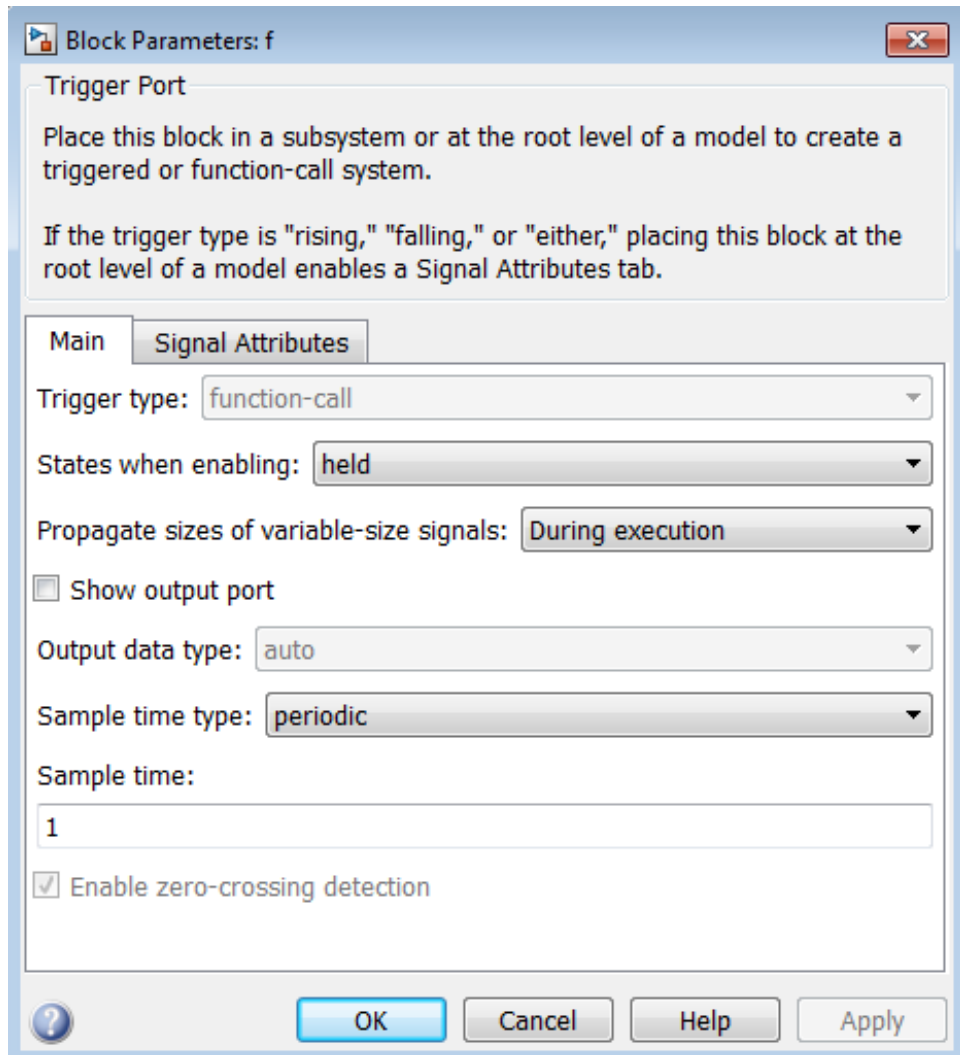 Block Parameters: f
Trigger Port
Place this block in a subsystem or at the root level of a model to create a
triggered or function-call system.
If the trigger type is "rising," "falling," or "either," placing this block at the
root level of a model enables a Signal Attributes tab.
Main Signal Attributes
Trigger type: function-call
States when enabling: held
Propagate sizes of variable-size signals: During execution
Show output port
Output data type: auto
Sample time type: periodic
Sample time:
1
Enable zero-crossing detection
? OK Cancel Help Apply